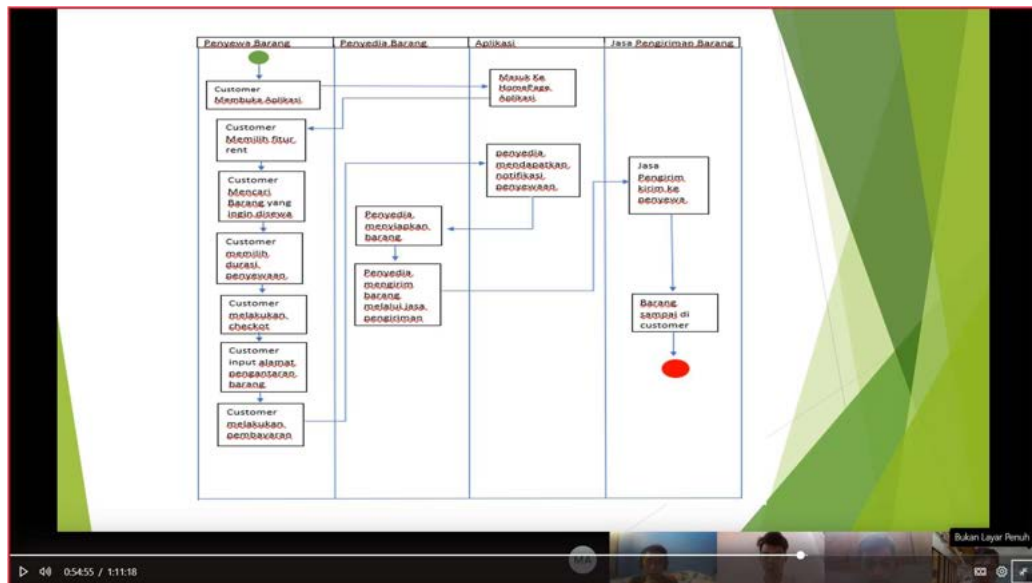 Penyewa Barang
Penyedia Barang
Aplikasi
Jasa Pengiriman Barang
Customer
Membuka Aplikasi
Masuk Ke
HomePage
Aplikasi
Customer
Memilih fitur
rent
Customer
Mencari
Barang yang
ingin disewa
Customer
memilih
durasi
penyewaan
Customer
melakukan
checkot
Customer
input alamat
pengantaran
barang
Customer
melakukan
pembayaran
penyedia
mendapatkan
notifikasi
penyewaan
Penyedia
menyiapkan
barang
Penyedia
mengirim
barang
melalui jasa
pengiriman
Jasa
Pengirim
kirim ke
penyewa
Barang
sampai di
customer
MA
Bukan Layar Penuh
0:54:55 / 1:11:18